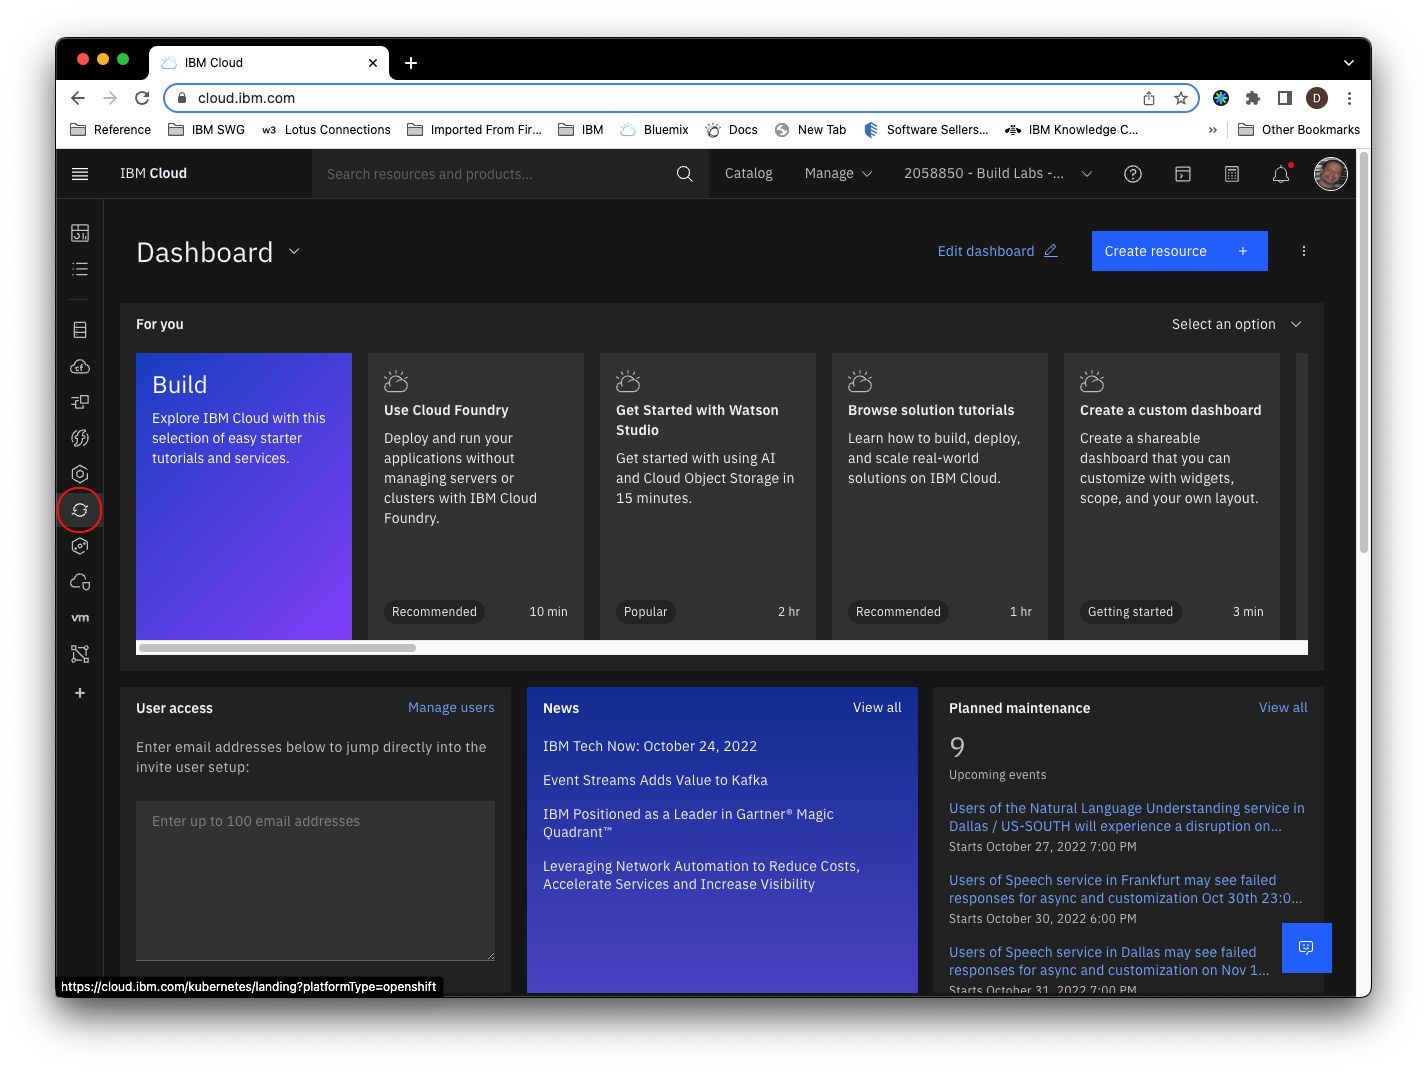 IBM Cloud
cloud.ibm.com
D
Reference
IBM SWG
w3 Lotus Connections
Imported From Fir...
IBM
Bluemix
Docs
New Tab
Software Sellers...
IBM Knowledge C...
»
Other Bookmarks
IBM Cloud
Search resources and products...
Catalog
Manage
2058850 - Build Labs -...
Dashboard
Edit dashboard
Create resource +
For you
Select an option
Build
Explore IBM Cloud with this
selection of easy starter
tutorials and services.
Use Cloud Foundry
Deploy and run your
applications without
managing servers or
clusters with IBM Cloud
Foundry.
Recommended
10 min
Get Started with Watson
Studio
Get started with using AI
and Cloud Object Storage in
15 minutes.
Popular
2 hr
Browse solution tutorials
Learn how to build, deploy,
and scale real-world
solutions on IBM Cloud.
Recommended
1 hr
Create a custom dashboard
Create a shareable
dashboard that you can
customize with widgets,
scope, and your own layout.
Getting started
3 min
cf
vm
User access
Manage users
Enter email addresses below to jump directly into the
invite user setup:
Enter up to 100 email addresses
News
View all
IBM Tech Now: October 24, 2022
Event Streams Adds Value to Kafka
IBM Positioned as a Leader in Gartner® Magic
Quadrant™
Leveraging Network Automation to Reduce Costs,
Accelerate Services and Increase Visibility
Planned maintenance
View all
9
Upcoming events
Users of the Natural Language Understanding service in
Dallas / US-SOUTH will experience a disruption on...
Starts October 27, 2022 7:00 PM
Users of Speech service in Frankfurt may see failed
responses for async and customization Oct 30th 23:0...
Starts October 30, 2022 6:00 PM
Users of Speech service in Dallas may see failed
responses for async and customization on Nov 1...
Starts October 31, 2022 7:00 PM
https://cloud.ibm.com/kubernetes/landing?platformType=openshift